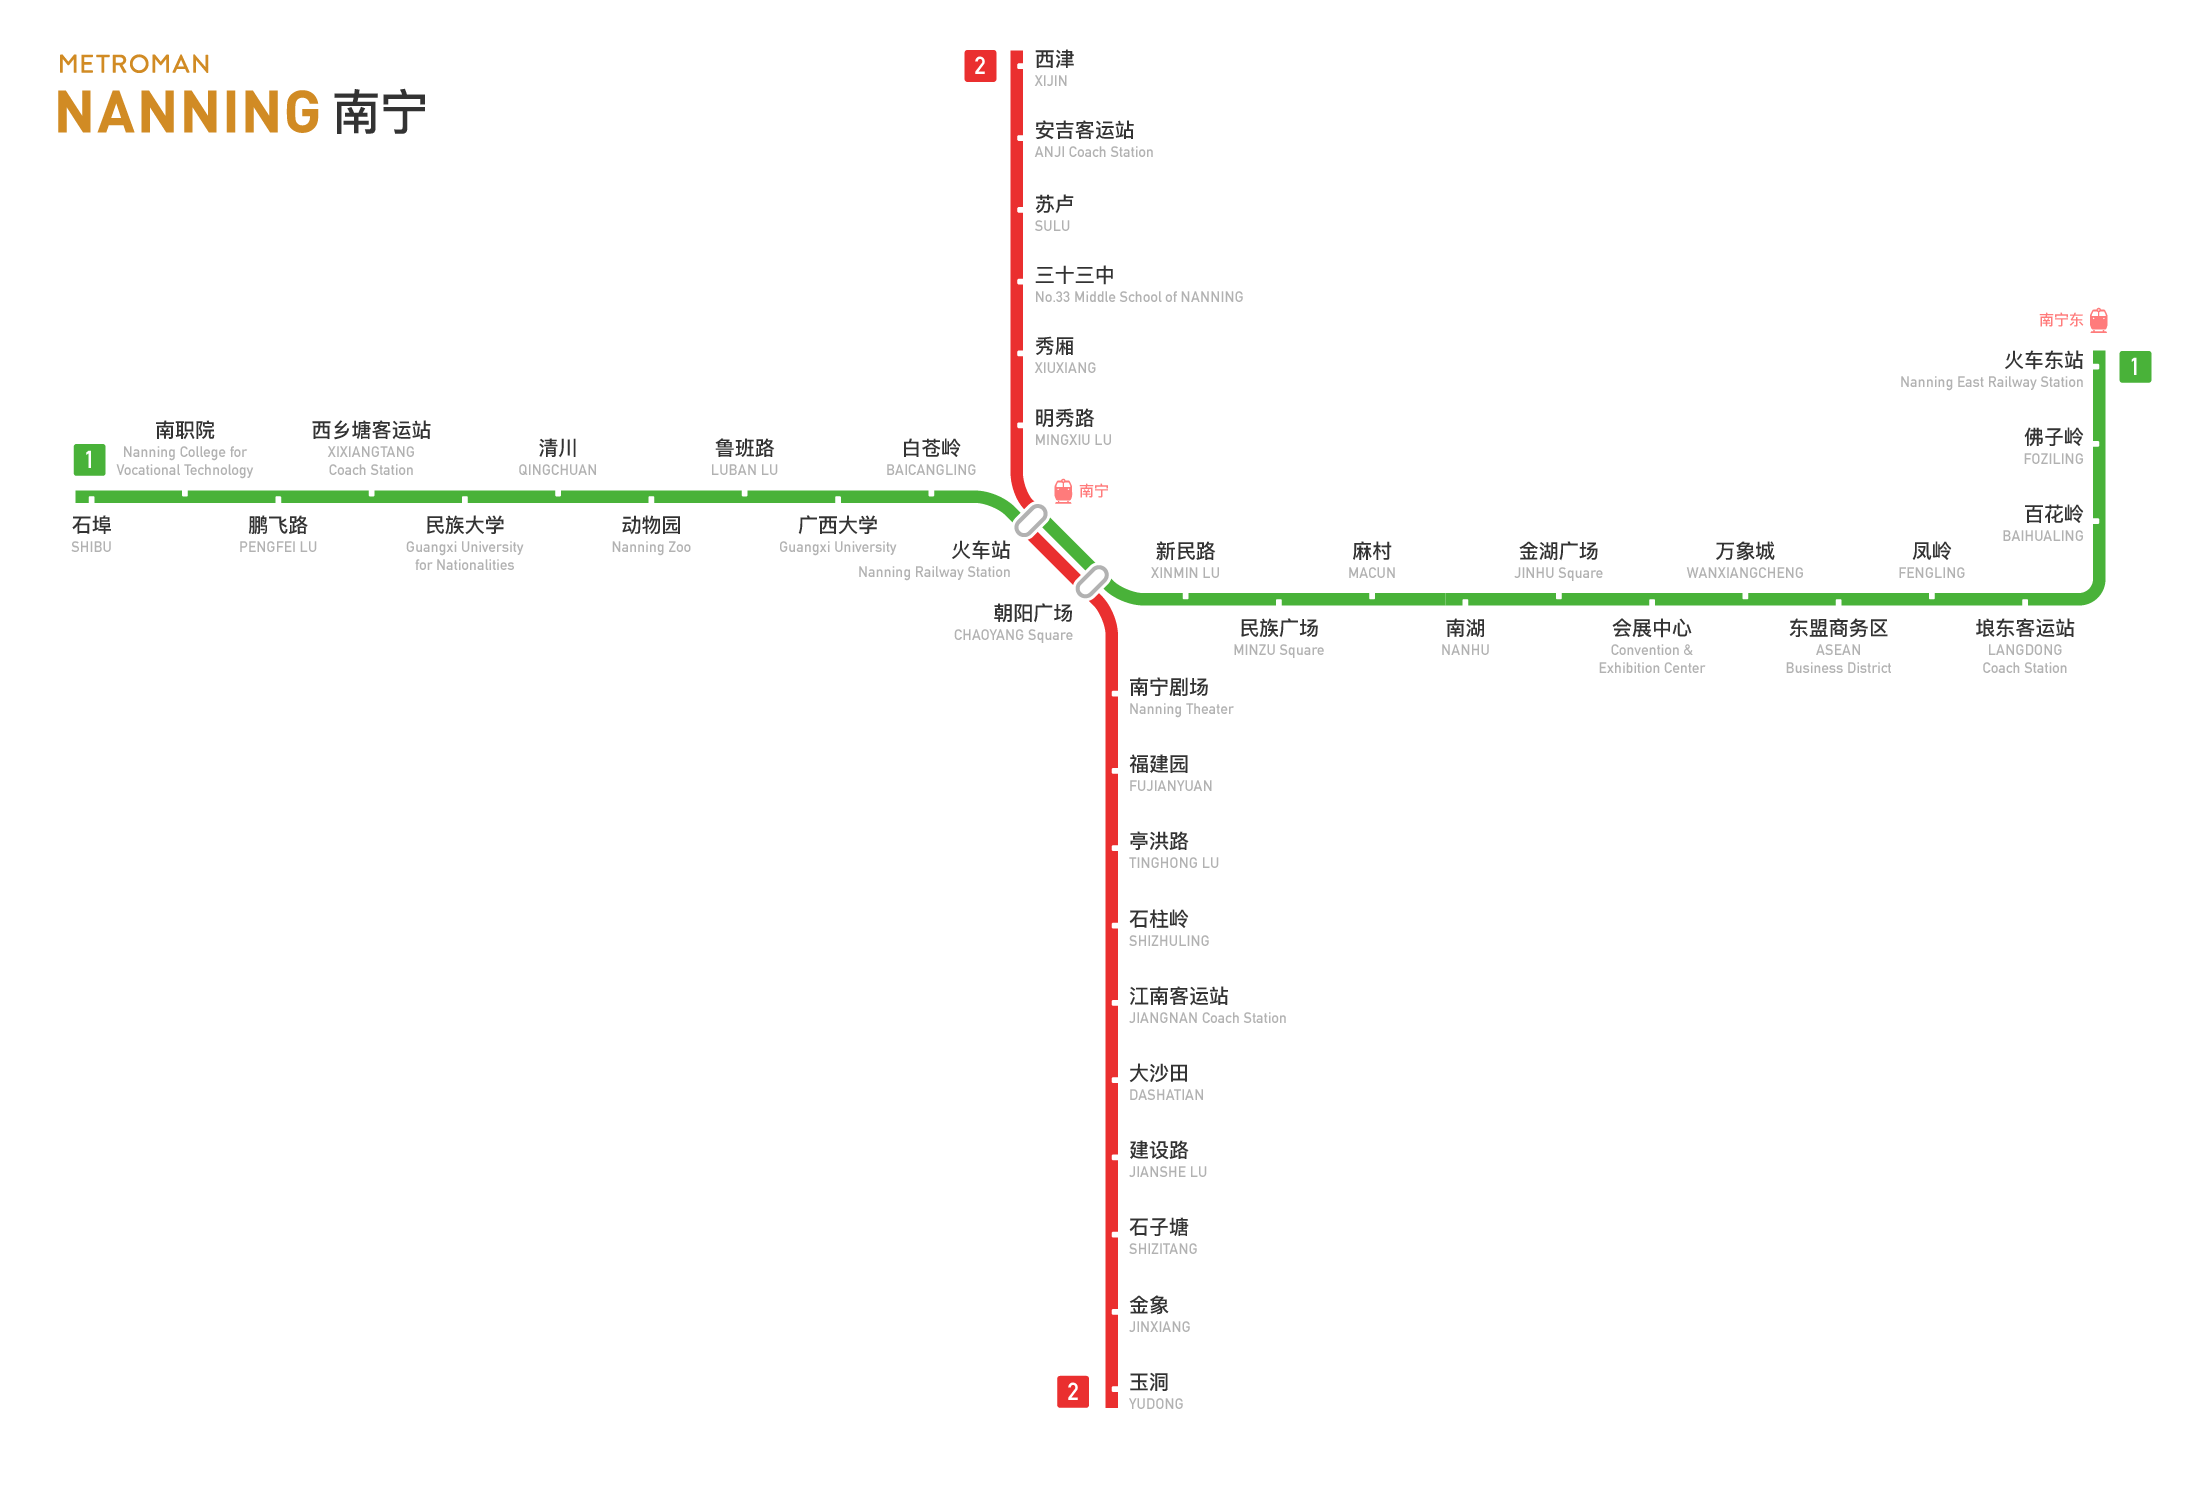 METROMAN
NANNING 南宁
2
西津
XIJIN
安吉客运站
ANJI Coach Station
苏卢
SULU
三十三中
No.33 Middle School of NANNING
秀厢
XIUXIANG
明秀路
MINGXIU LU
南宁
1
南职院
Nanning College for
Vocational Technology
西乡塘客运站
XIXIANGTANG
Coach Station
清川
QINGCHUAN
鲁班路
LUBAN LU
白苍岭
BAICANGLING
石埠
SHIBU
鹏飞路
PENGFEI LU
民族大学
Guangxi University
for Nationalities
动物园
Nanning Zoo
广西大学
Guangxi University
火车站
Nanning Railway Station
朝阳广场
CHAOYANG Square
新民路
XINMIN LU
麻村
MACUN
金湖广场
JINHU Square
万象城
WANXIANGCHENG
凤岭
FENGLING
民族广场
MINZU Square
南湖
NANHU
会展中心
Convention &
Exhibition Center
东盟商务区
ASEAN
Business District
埌东客运站
LANGDONG
Coach Station
南宁东
火车东站
Nanning East Railway Station
1
佛子岭
FOZILING
百花岭
BAIHUALING
南宁剧场
Nanning Theater
福建园
FUJIANYUAN
亭洪路
TINGHONG LU
石柱岭
SHIZHULING
江南客运站
JIANGNAN Coach Station
大沙田
DASHATIAN
建设路
JIANSHE LU
石子塘
SHIZITANG
金象
JINXIANG
2
玉洞
YUDONG